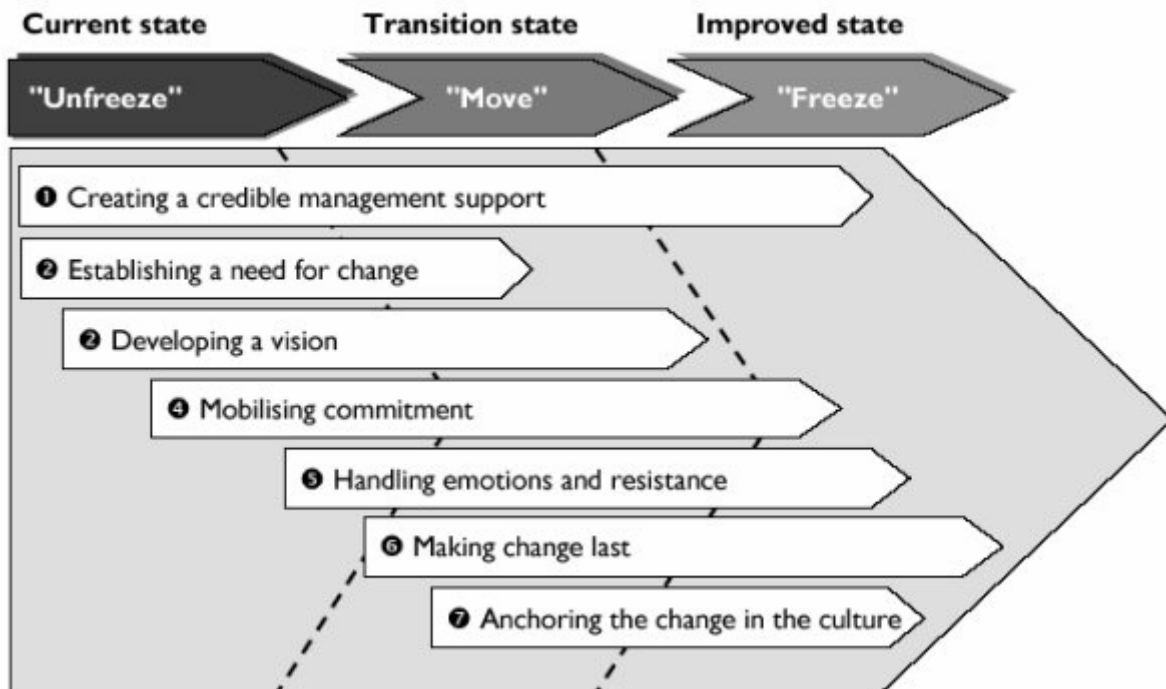 Current state
Transition state
Improved state
"Unfreeze"
"Move"
"Freeze"
❶ Creating a credible management support
❷ Establishing a need for change
❷ Developing a vision
❹ Mobilising commitment
❺ Handling emotions and resistance
❻ Making change last
❼ Anchoring the change in the culture